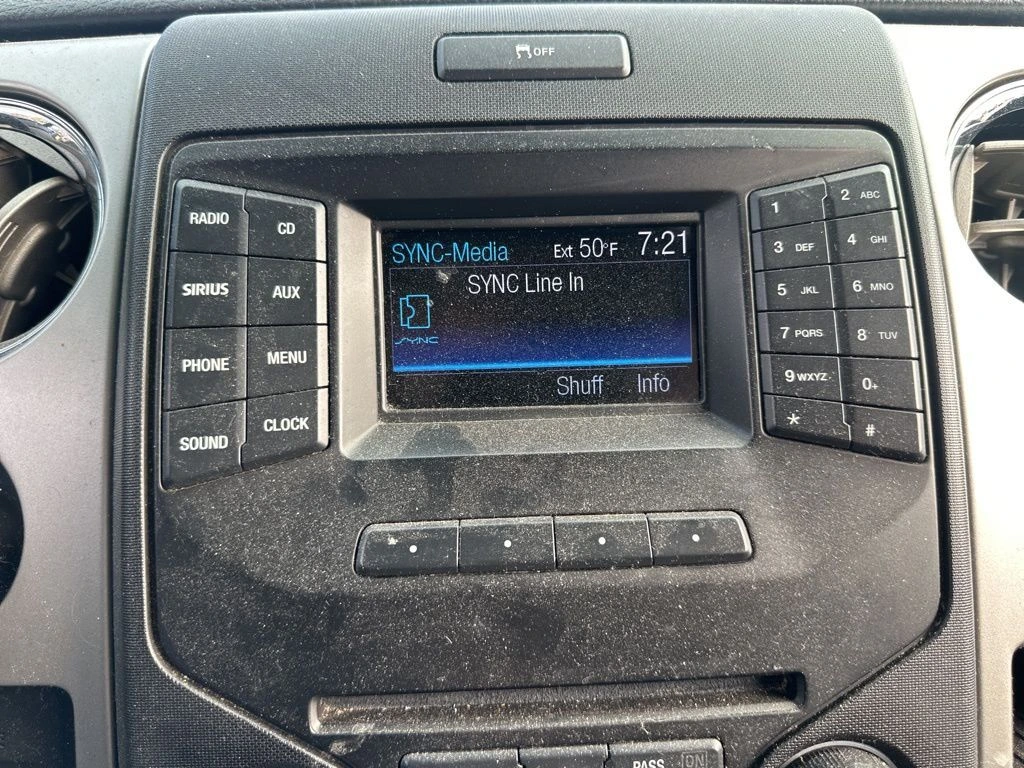 OFF
RADIO
CD
SIRIUS
AUX
PHONE
MENU
SOUND
CLOCK
SYNC-Media Ext 50°F 7:21
SYNC Line In
SYNC
Shuff Info
1
2 ABC
3 DEF
4 GHI
5 JKL
6 MNO
7 PQRS
8 TUV
9 WXYZ
0+
*
#
PASS ON